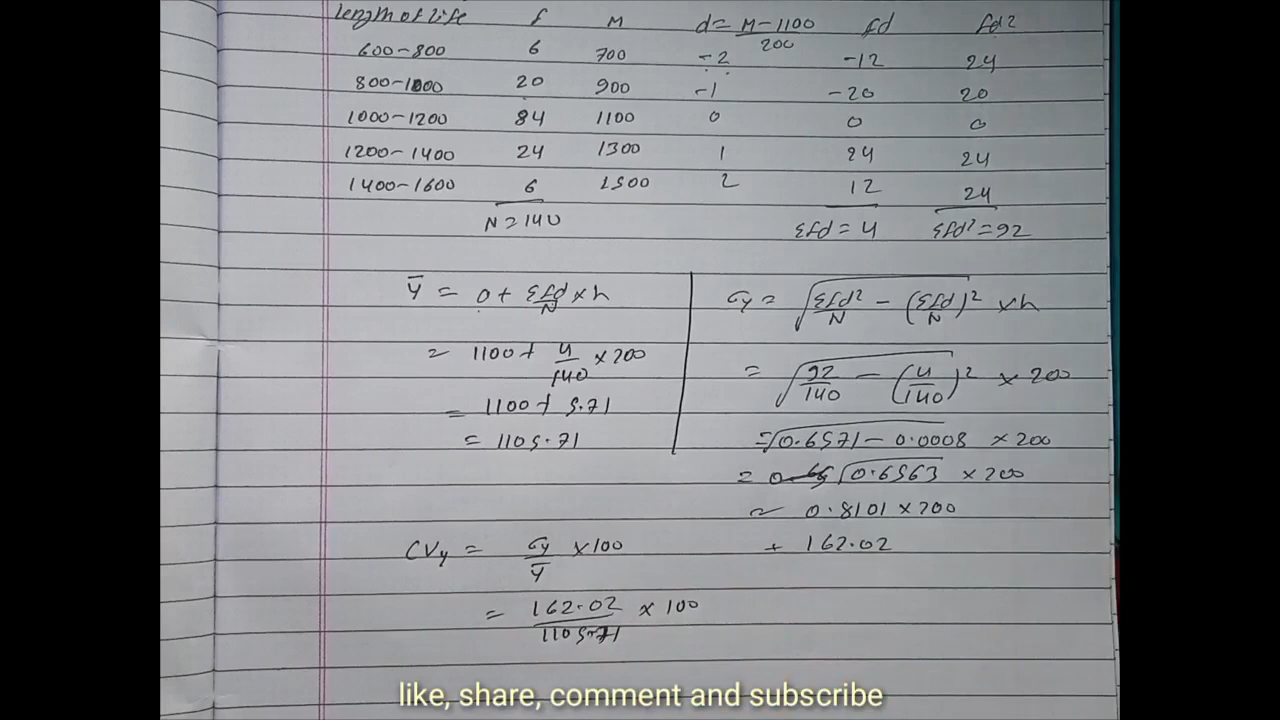 length of life f M d = M-1100/200 fd fd2
600-800 6 700 -2 -12 24
800-1000 20 900 -1 -20 20
1000-1200 84 1100 0 0 0
1200-1400 24 1300 1 24 24
1400-1600 6 1500 2 12 24
N = 140 Σfd = 4 Σfd² = 92
Ȳ = a + Σfd/N × h
= 1100 + 4/140 × 200
= 1100 + 5.71
= 1105.71
σy = √(Σfd²/N - (Σfd/N)²) × h
= √(92/140 - (4/140)²) × 200
= √(0.6571 - 0.0008) × 200
= √0.6563 × 200
= 0.8101 × 200
= 162.02
CVy = σy/Ȳ × 100
= 162.02/1105.71 × 100
like, share, comment and subscribe